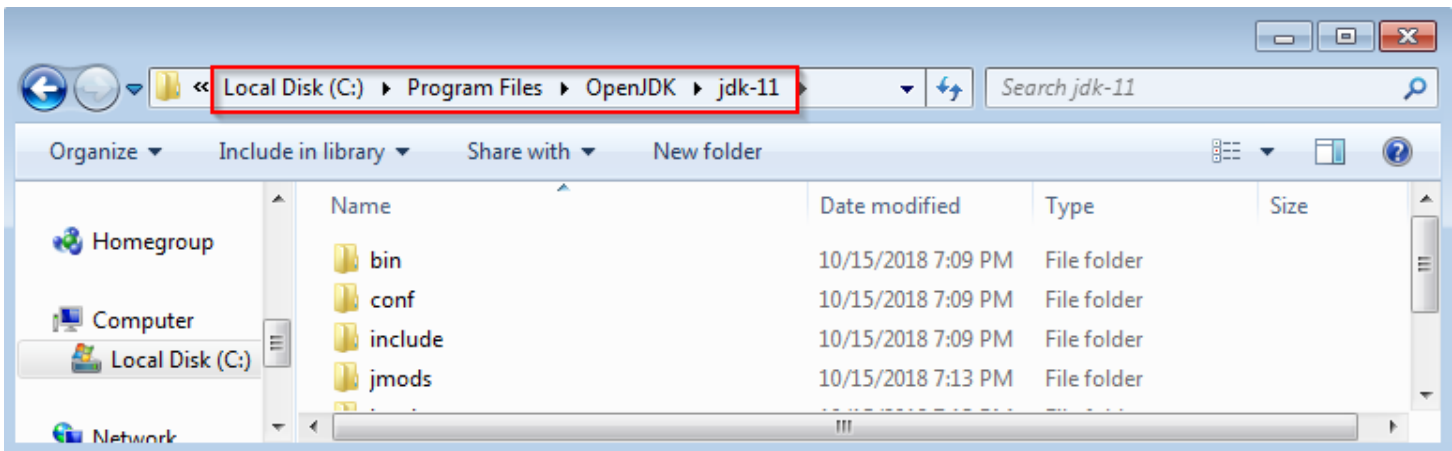 « Local Disk (C:) Program Files OpenJDK jdk-11 Search jdk-11
Organize Include in library Share with New folder
Name Date modified Type Size
Homegroup
Computer
Local Disk (C:)
Network
bin 10/15/2018 7:09 PM File folder
conf 10/15/2018 7:09 PM File folder
include 10/15/2018 7:09 PM File folder
jmods 10/15/2018 7:13 PM File folder